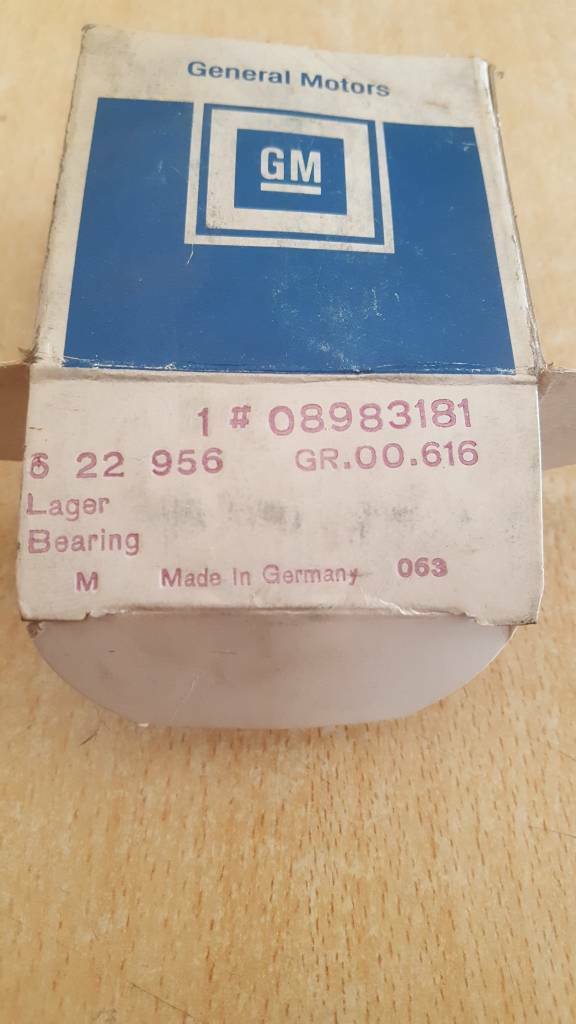 General Motors
GM
1 # 08983181
6 22 956 GR.00.616
Lager
Bearing
M Made in Germany 063